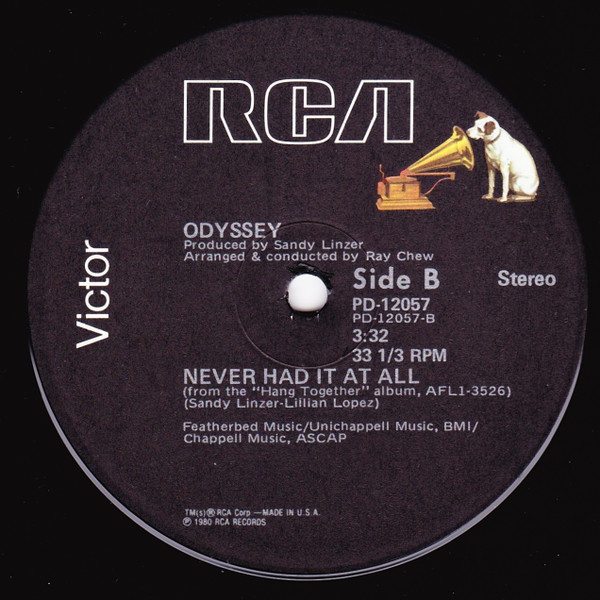 RCA
Victor
ODYSSEY
Produced by Sandy Linzer
Arranged & conducted by Ray Chew
Side B
Stereo
PD-12057
PD-12057-B
3:32
33 1/3 RPM
NEVER HAD IT AT ALL
(from the "Hang Together" album, AFL1-3526)
(Sandy Linzer-Lillian Lopez)
Featherbed Music/Unichappell Music, BMI/
Chappell Music, ASCAP
TM(s)®RCA Corp —MADE IN U.S.A.
℗ 1980 RCA RECORDS